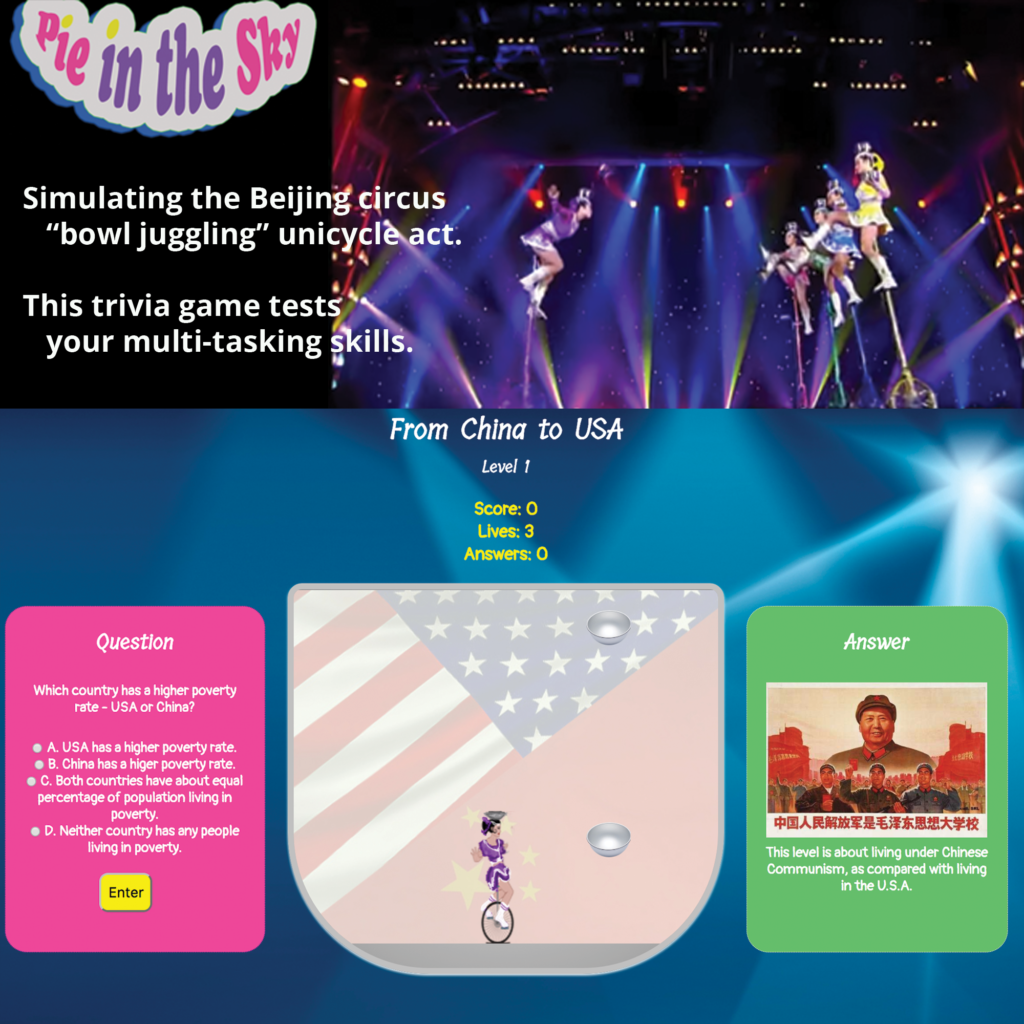 Pie in the Sky
Simulating the Beijing circus
“bowl juggling” unicycle act.
This trivia game tests
your multi-tasking skills.
From China to USA
Level 1
Score: 0
Lives: 3
Answers: 0
Question
Which country has a higher poverty
rate - USA or China?
A. USA has a higher poverty rate.
B. China has a higer poverty rate.
C. Both countries have about equal
percentage of population living in
poverty.
D. Neither country has any people
living in poverty.
Enter
Answer
中国人民解放军是毛泽东思想大学校
This level is about living under Chinese
Communism, as compared with living
in the U.S.A.